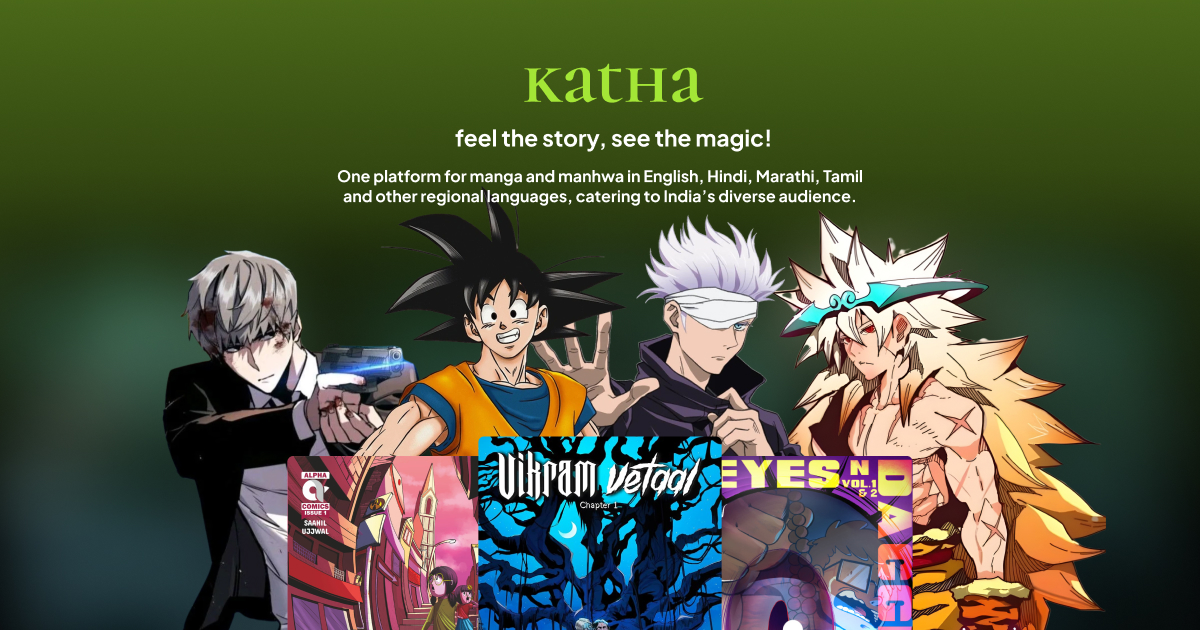 KatHa
feel the story, see the magic!
One platform for manga and manhwa in English, Hindi, Marathi, Tamil
and other regional languages, catering to India’s diverse audience.
ALPHA
COMICS
ISSUE 1
SAAHIL
UJJWAL
Vikram Vetaal
Chapter 1
EYES N
VOL.1
& 2